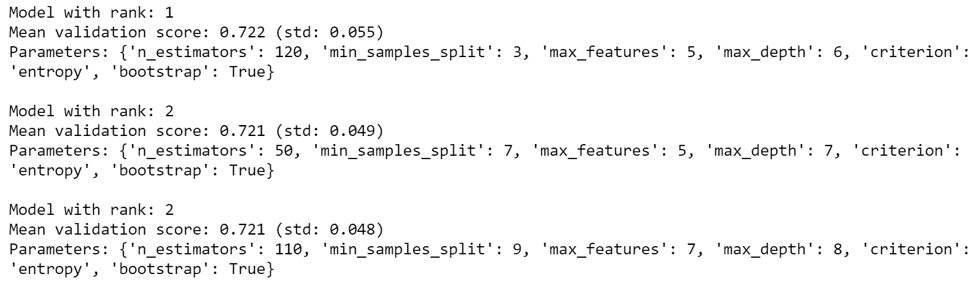 Model with rank: 1
Mean validation score: 0.722 (std: 0.055)
Parameters: {'n_estimators': 120, 'min_samples_split': 3, 'max_features': 5, 'max_depth': 6, 'criterion':
'entropy', 'bootstrap': True}
Model with rank: 2
Mean validation score: 0.721 (std: 0.049)
Parameters: {'n_estimators': 50, 'min_samples_split': 7, 'max_features': 5, 'max_depth': 7, 'criterion':
'entropy', 'bootstrap': True}
Model with rank: 2
Mean validation score: 0.721 (std: 0.048)
Parameters: {'n_estimators': 110, 'min_samples_split': 9, 'max_features': 7, 'max_depth': 8, 'criterion':
'entropy', 'bootstrap': True}